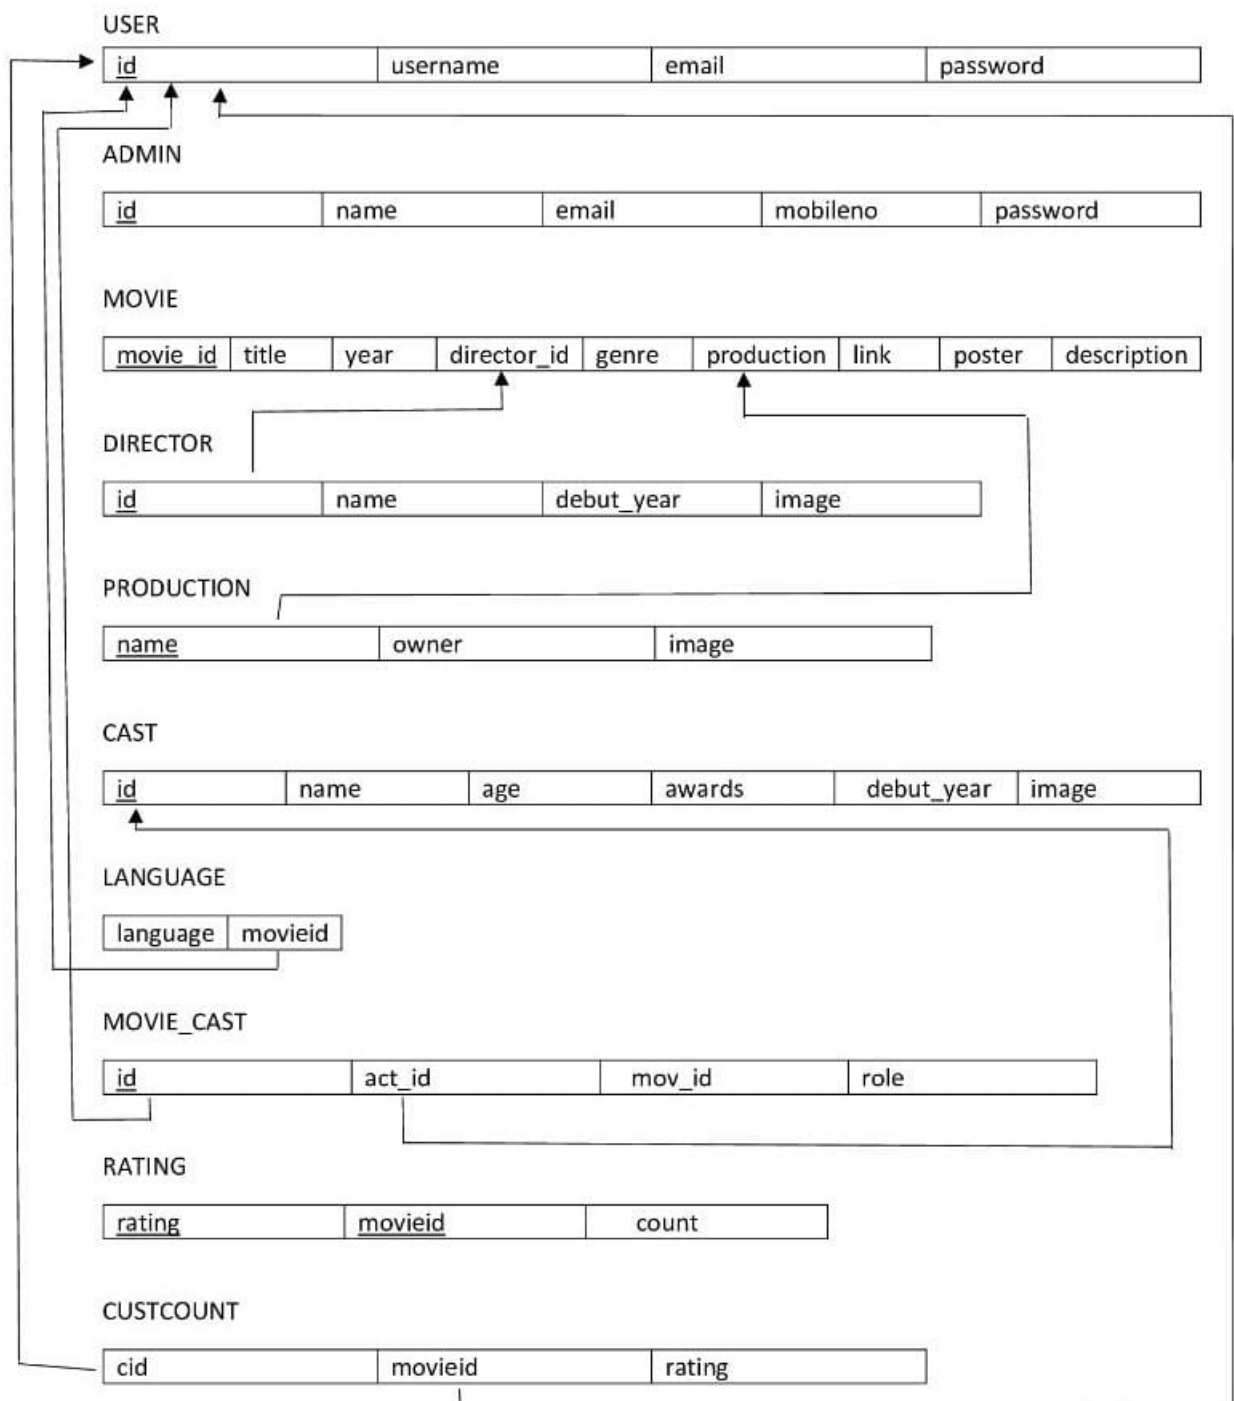 USER
id username email password
ADMIN
id name email mobileno password
MOVIE
movie_id title year director_id genre production link poster description
DIRECTOR
id name debut_year image
PRODUCTION
name owner image
CAST
id name age awards debut_year image
LANGUAGE
language movieid
MOVIE_CAST
id act_id mov_id role
RATING
rating movieid count
CUSTCOUNT
cid movieid rating